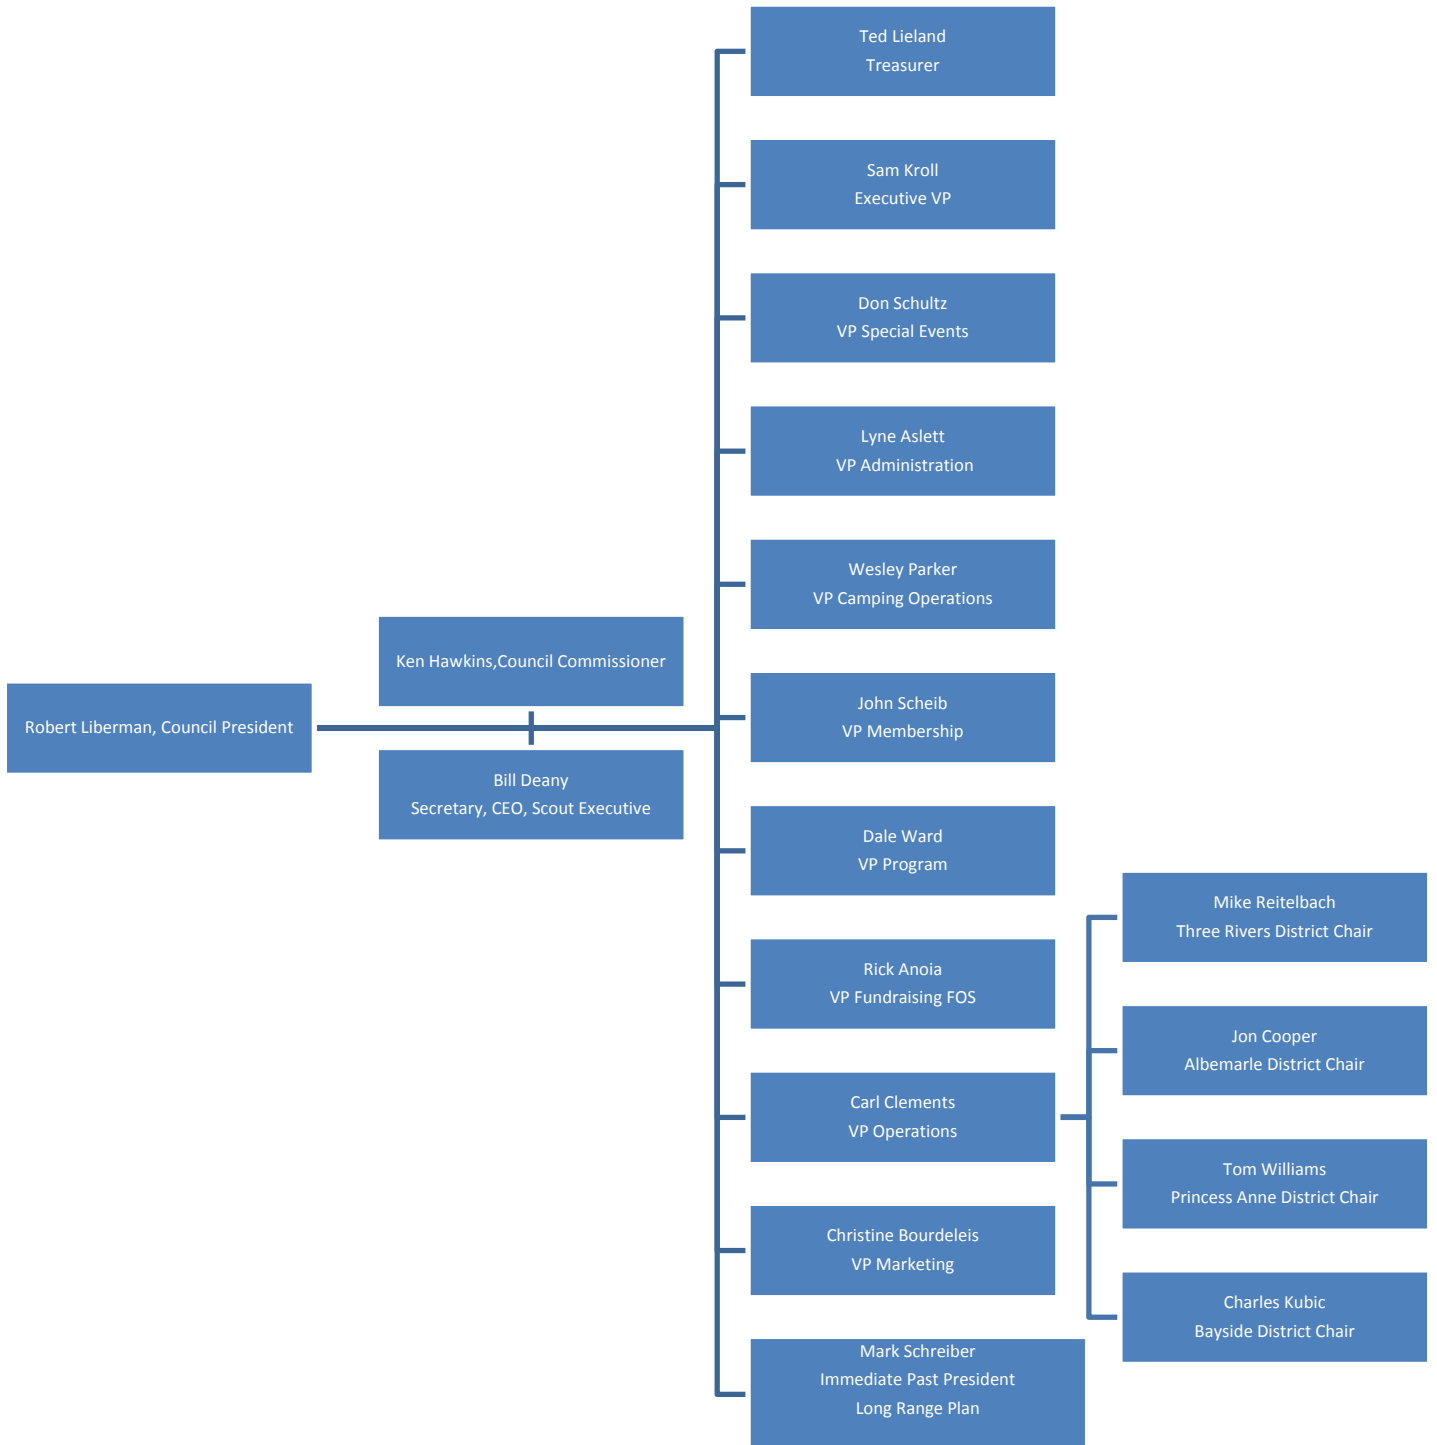 Ted Lieland
Treasurer
Sam Kroll
Executive VP
Don Schultz
VP Special Events
Lyne Aslett
VP Administration
Wesley Parker
VP Camping Operations
Ken Hawkins,Council Commissioner
Robert Liberman, Council President
Bill Deany
Secretary, CEO, Scout Executive
John Scheib
VP Membership
Dale Ward
VP Program
Rick Anoia
VP Fundraising FOS
Carl Clements
VP Operations
Mike Reitelbach
Three Rivers District Chair
Jon Cooper
Albemarle District Chair
Tom Williams
Princess Anne District Chair
Charles Kubic
Bayside District Chair
Christine Bourdeleis
VP Marketing
Mark Schreiber
Immediate Past President
Long Range Plan